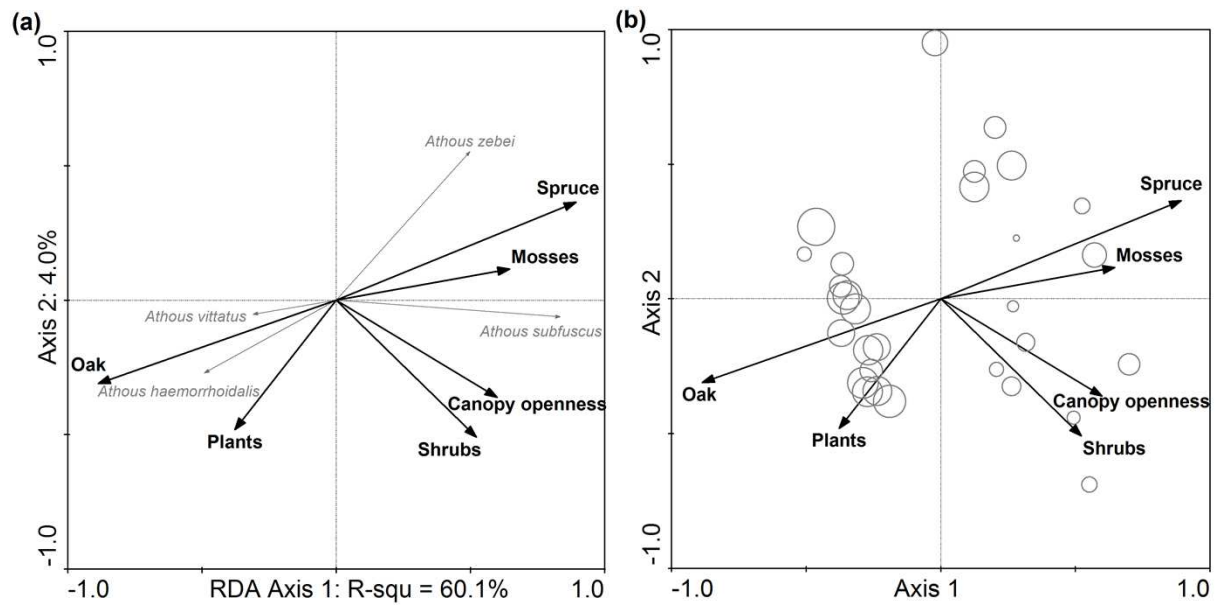 (a)
1.0
Axis 2: 4.0%
-1.0
Athous zebei
Spruce
Mosses
Athous vittatus
Athous subfuscus
Oak
Athous haemorrhoidalis
Canopy openness
Plants
Shrubs
-1.0
RDA Axis 1: R-squ = 60.1%
1.0
(b)
1.0
Axis 2
-1.0
Spruce
Mosses
Oak
Canopy openness
Plants
Shrubs
-1.0
Axis 1
1.0